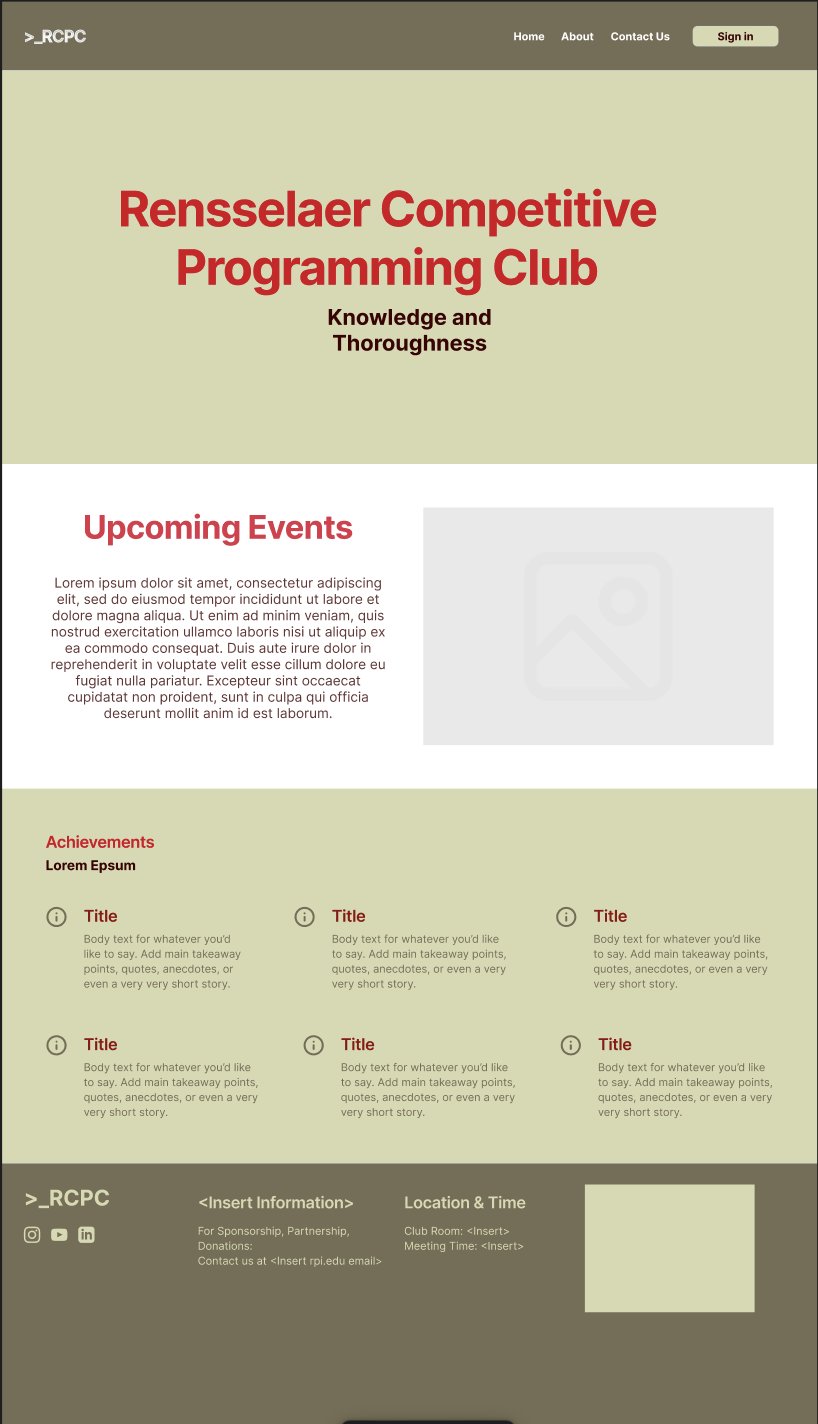 >_RCPC
Home
About
Contact Us
Sign in
Rensselaer Competitive
Programming Club
Knowledge and
Thoroughness
Upcoming Events
Lorem ipsum dolor sit amet, consectetur adipiscing
elit, sed do eiusmod tempor incididunt ut labore et
dolore magna aliqua. Ut enim ad minim veniam, quis
nostrud exercitation ullamco laboris nisi ut aliquip ex
ea commodo consequat. Duis aute irure dolor in
reprehenderit in voluptate velit esse cillum dolore eu
fugiat nulla pariatur. Excepteur sint occaecat
cupidatat non proident, sunt in culpa qui officia
deserunt mollit anim id est laborum.
Achievements
Lorem Epsum
Title
Body text for whatever you'd
like to say. Add main takeaway
points, quotes, anecdotes, or
even a very very short story.
Title
Body text for whatever you'd like
to say. Add main takeaway points,
quotes, anecdotes, or even a very
very short story.
Title
Body text for whatever you'd like
to say. Add main takeaway points,
quotes, anecdotes, or even a very
very short story.
Title
Body text for whatever you'd like
to say. Add main takeaway points,
quotes, anecdotes, or even a very
very short story.
Title
Body text for whatever you'd like
to say. Add main takeaway points,
quotes, anecdotes, or even a very
very short story.
Title
Body text for whatever you'd like
to say. Add main takeaway points,
quotes, anecdotes, or even a very
very short story.
>_RCPC
in
<Insert Information>
For Sponsorship, Partnership,
Donations:
Contact us at <Insert rpi.edu email>
Location & Time
Club Room: <Insert>
Meeting Time: <Insert>